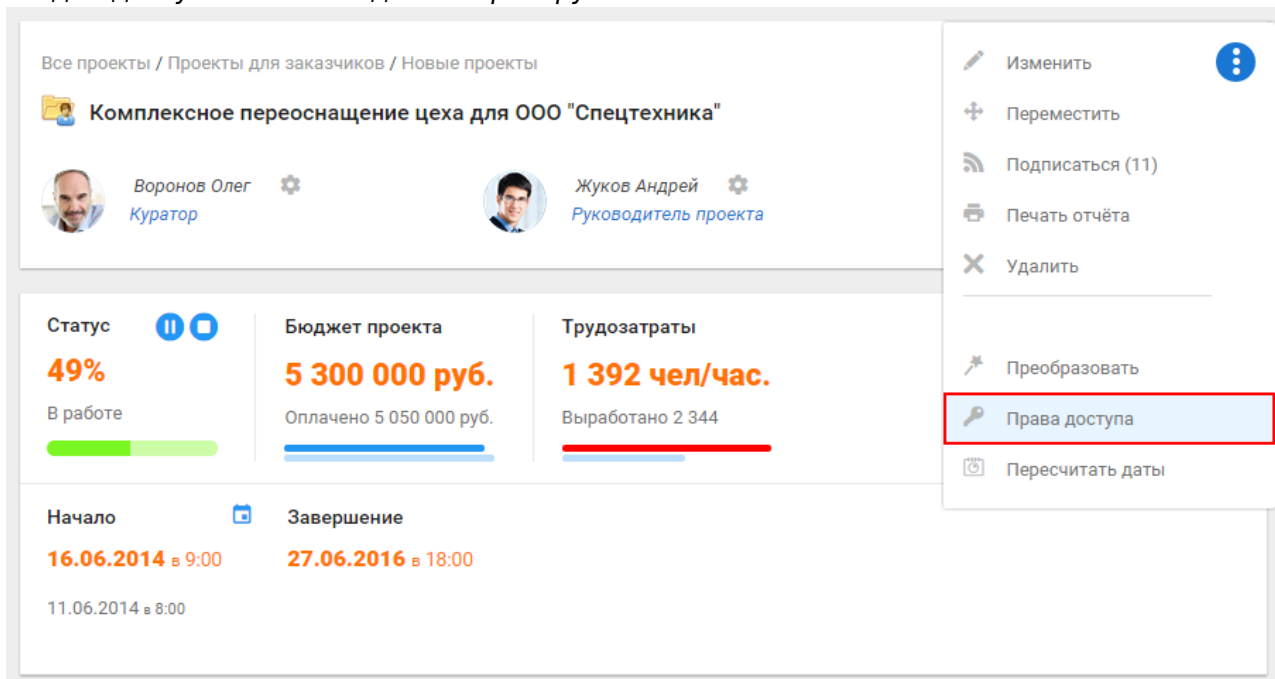 Все проекты / Проекты для заказчиков / Новые проекты
Комплексное переоснащение цеха для ООО "Спецтехника"
Воронов Олег
Куратор
Жуков Андрей
Руководитель проекта
Изменить
Переместить
Подписаться (11)
Печать отчёта
Удалить
Преобразовать
Права доступа
Пересчитать даты
Статус
49%
В работе
Бюджет проекта
5 300 000 руб.
Оплачено 5 050 000 руб.
Трудозатраты
1 392 чел/час.
Выработано 2 344
Начало
16.06.2014 в 9:00
11.06.2014 в 8:00
Завершение
27.06.2016 в 18:00